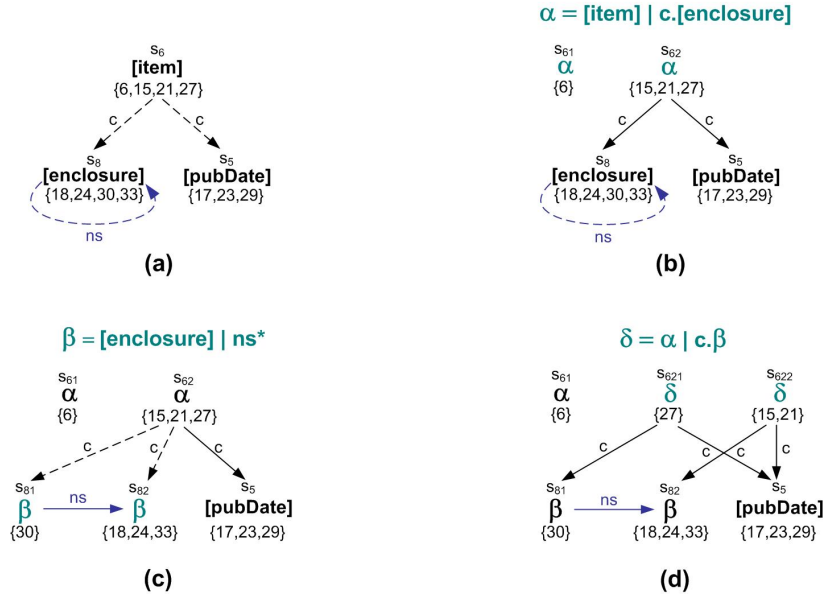 s6
[item]
{6,15,21,27}
c
c
s8
[enclosure]
{18,24,30,33}
s5
[pubDate]
{17,23,29}
ns
(a)
α = [item] | c.[enclosure]
s61
α
{6}
s62
α
{15,21,27}
c
c
s8
[enclosure]
{18,24,30,33}
s5
[pubDate]
{17,23,29}
ns
(b)
β = [enclosure] | ns*
s61
α
{6}
s62
α
{15,21,27}
c
c
c
s81
β
{30}
ns
s82
β
{18,24,33}
s5
[pubDate]
{17,23,29}
(c)
δ = α | c.β
s61
α
{6}
s621
δ
{27}
s622
δ
{15,21}
c
c
c
c
s81
β
{30}
ns
s82
β
{18,24,33}
s5
[pubDate]
{17,23,29}
(d)